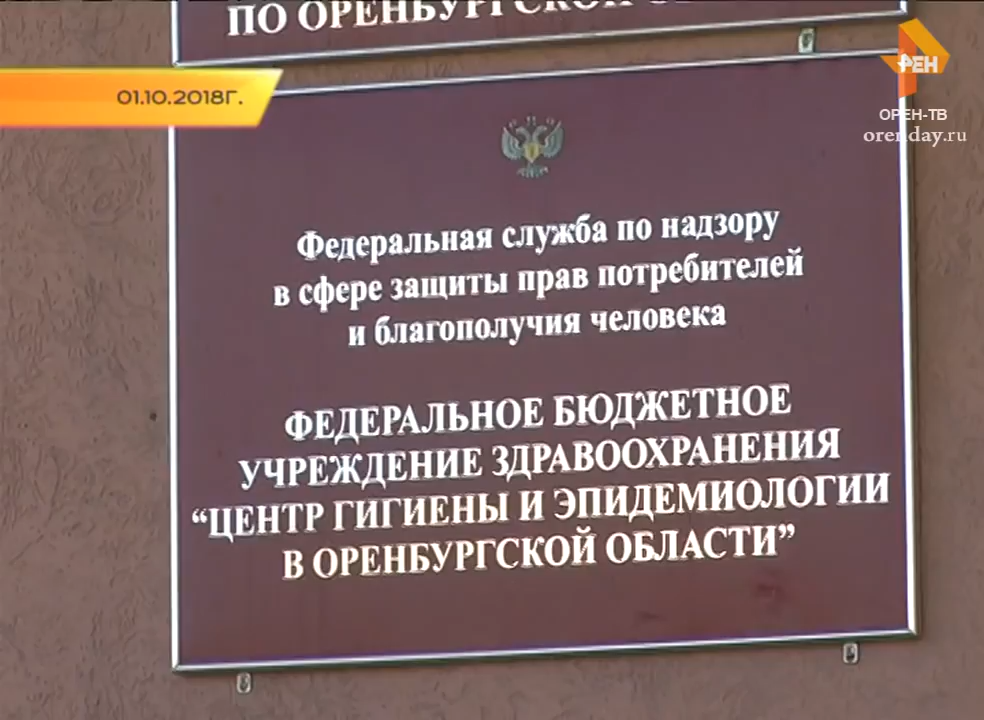 ПО ОРЕНБУРГСКОЙ
01.10.2018Г.
РЕН
ОРЕН-ТВ
orenday.ru
Федеральная служба по надзору
в сфере защиты прав потребителей
и благополучия человека
ФЕДЕРАЛЬНОЕ БЮДЖЕТНОЕ
УЧРЕЖДЕНИЕ ЗДРАВООХРАНЕНИЯ
“ЦЕНТР ГИГИЕНЫ И ЭПИДЕМИОЛОГИИ
В ОРЕНБУРГСКОЙ ОБЛАСТИ”